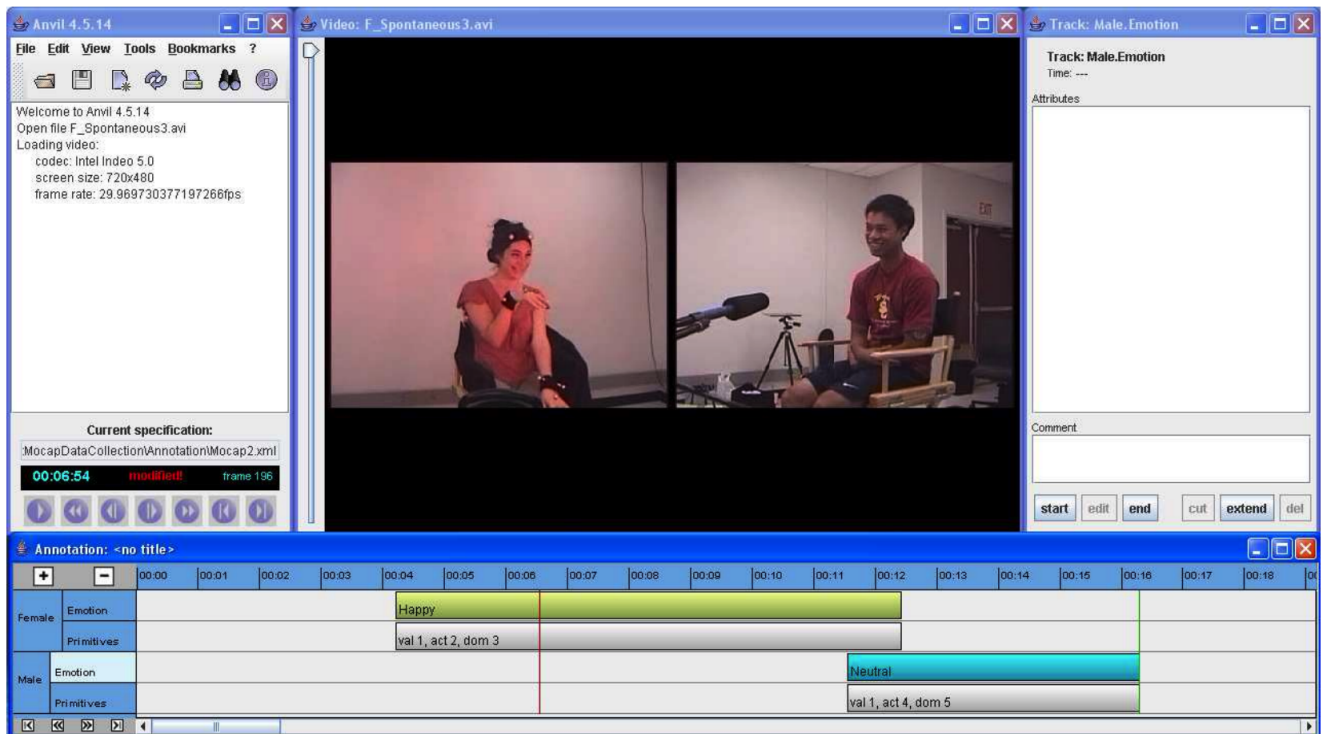 Anvil 4.5.14
File Edit View Tools Bookmarks ?
Welcome to Anvil 4.5.14
Open file F_Spontaneous3.avi
Loading video:
codec: Intel Indeo 5.0
screen size: 720x480
frame rate: 29.969730377197266fps
Current specification:
:MocapDataCollection\Annotation\Mocap2.xml
00:06:54 modified! frame 196
Video: F_Spontaneous3.avi
EXIT
SC
Track: Male.Emotion
Track: Male.Emotion
Time: ---
Attributes
Comment
start edit end cut extend del
Annotation: <no title>
+ - 00:00 00:01 00:02 00:03 00:04 00:05 00:06 00:07 00:08 00:09 00:10 00:11 00:12 00:13 00:14 00:15 00:16 00:17 00:18 00
Female Emotion Happy
Primitives val 1, act 2, dom 3
Male Emotion Neutral
Primitives val 1, act 4, dom 5